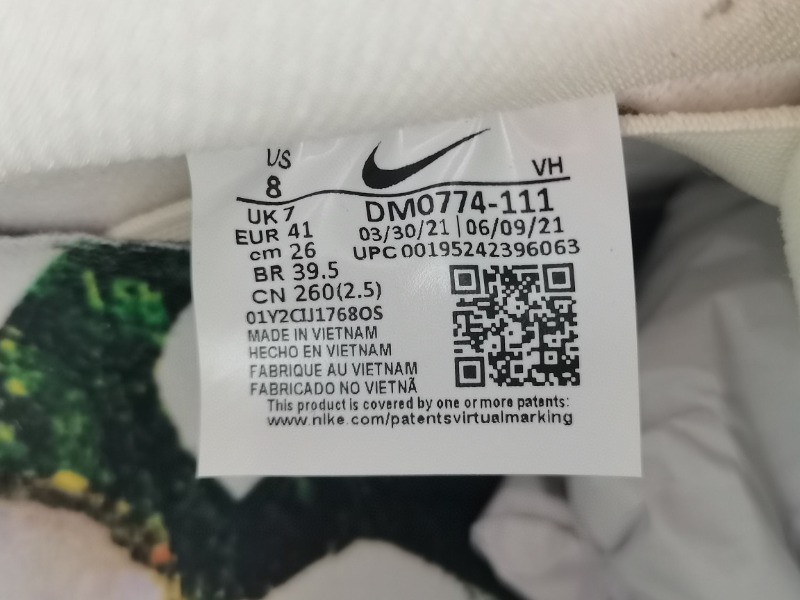 US
8
VH
UK 7
DM0774-111
EUR 41
03/30/21 | 06/09/21
cm 26
UPC 00195242396063
BR 39.5
CN 260(2.5)
01Y2CIJ1768OS
MADE IN VIETNAM
HECHO EN VIETNAM
FABRIQUE AU VIETNAM
FABRICADO NO VIETNÃ
This product is covered by one or more patents:
www.nike.com/patentsvirtualmarking